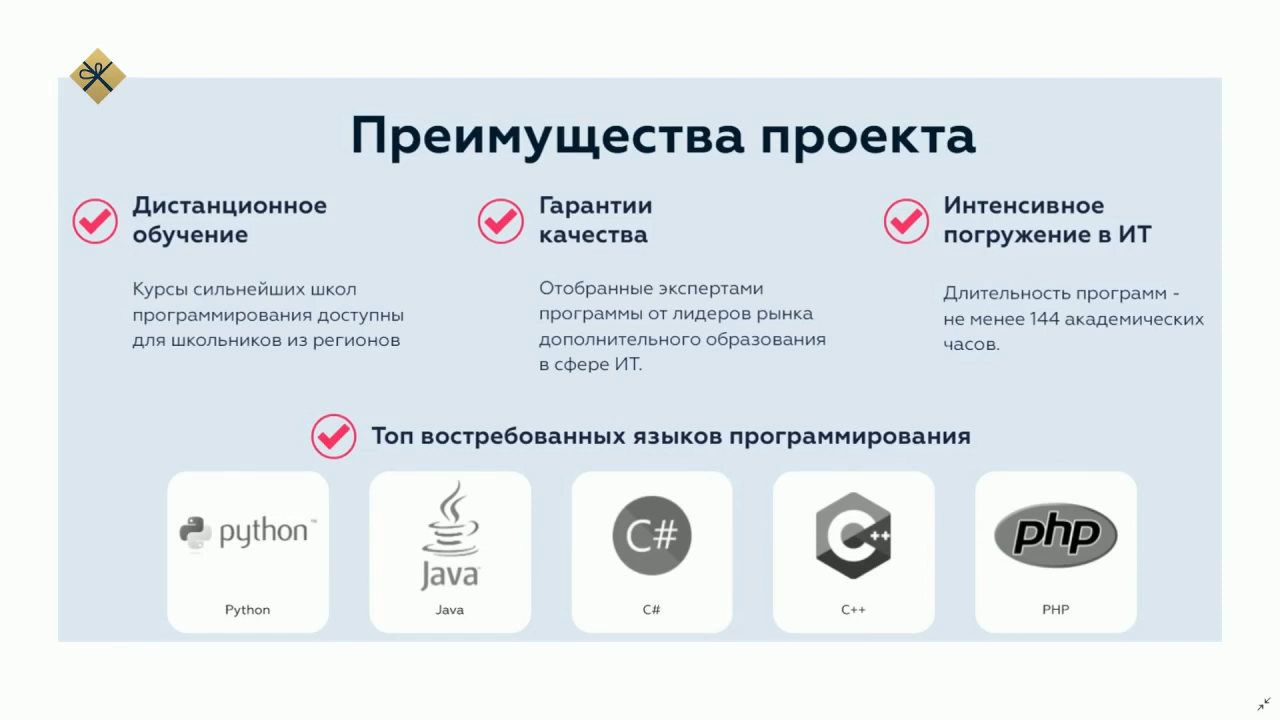 Преимущества проекта
Дистанционное
обучение
Курсы сильнейших школ
программирования доступны
для школьников из регионов
Гарантии
качества
Отобранные экспертами
программы от лидеров рынка
дополнительного образования
в сфере ИТ.
Интенсивное
погружение в ИТ
Длительность программ -
не менее 144 академических
часов.
Топ востребованных языков программирования
python™
Python
Java
Java
C#
C#
C++
C++
php
PHP